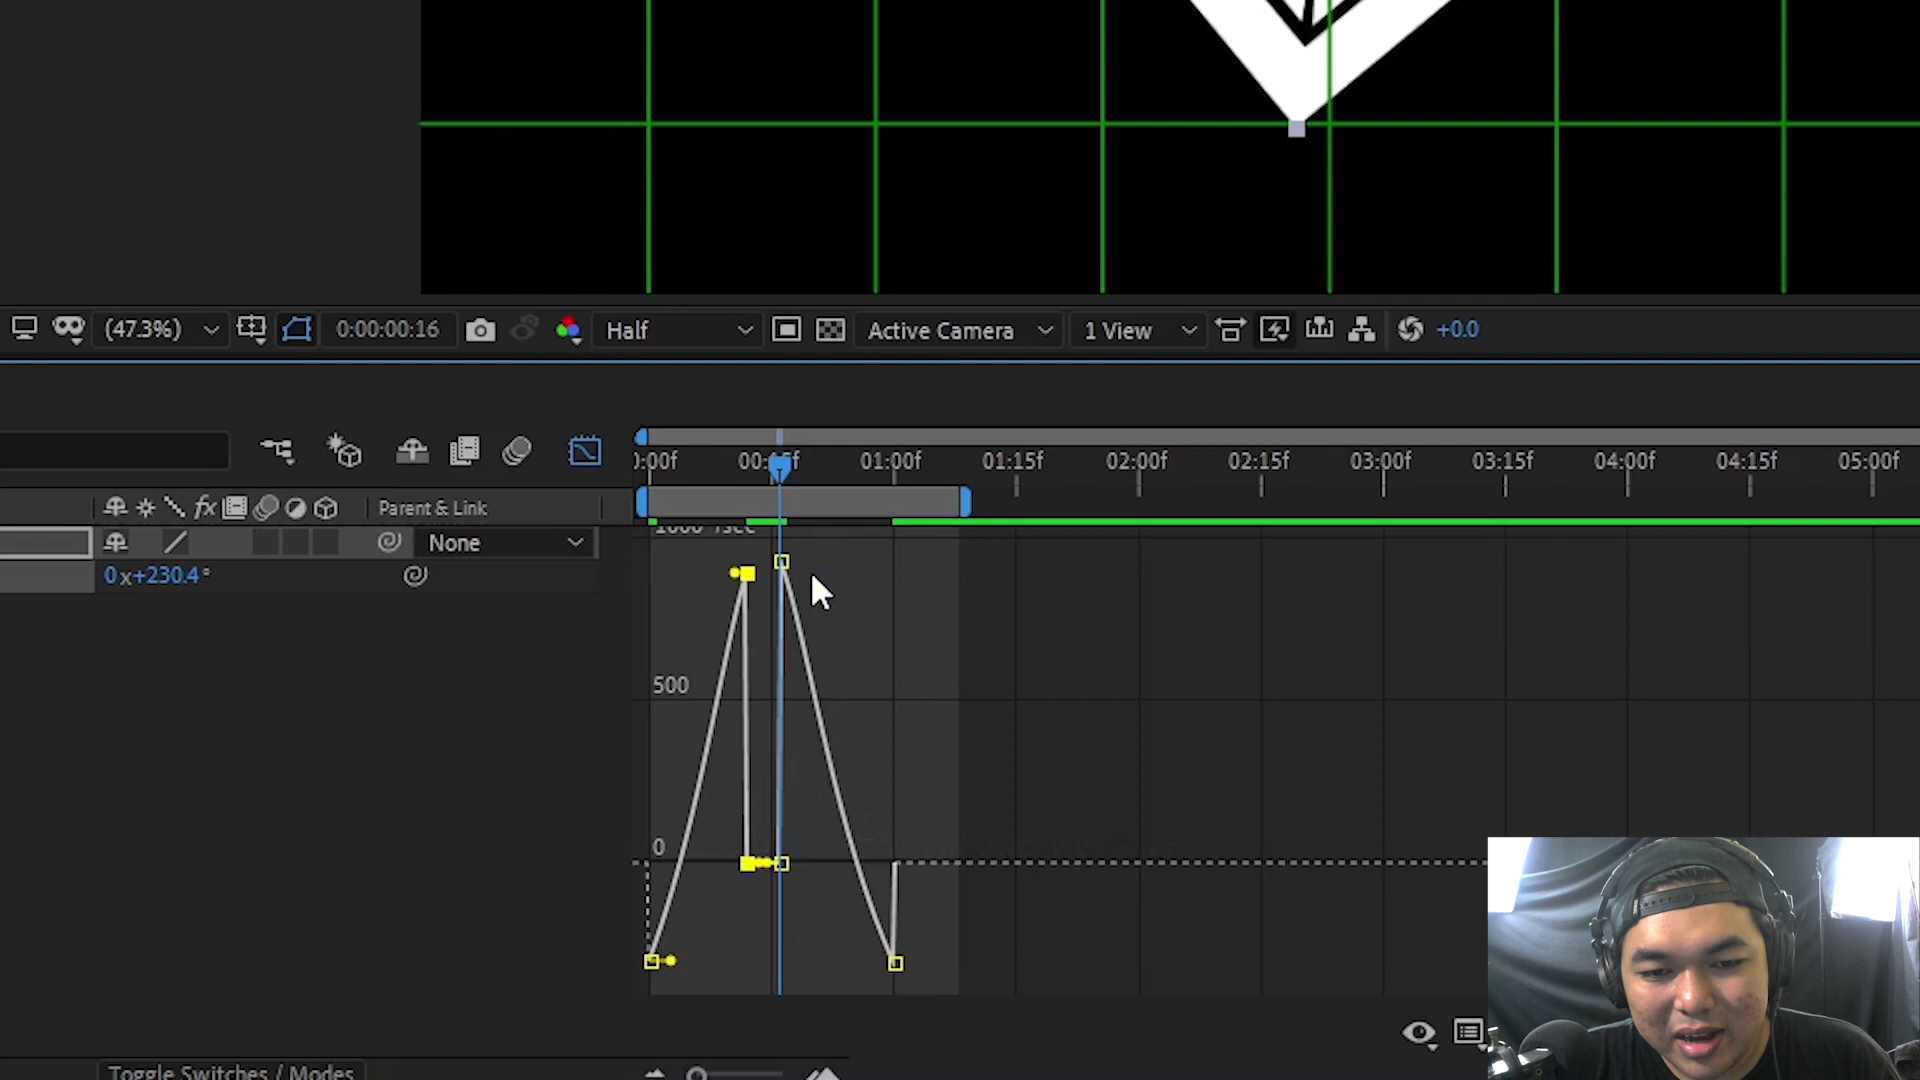 (47.3%) 0:00:00:16 Half Active Camera 1 View +0.0
0:00f 01:00f 01:15f 02:00f 02:15f 03:00f 03:15f 04:00f 04:15f 05:00f
fx Parent & Link
None
0x+230.4°
500
0
Toggle Switches / Modes